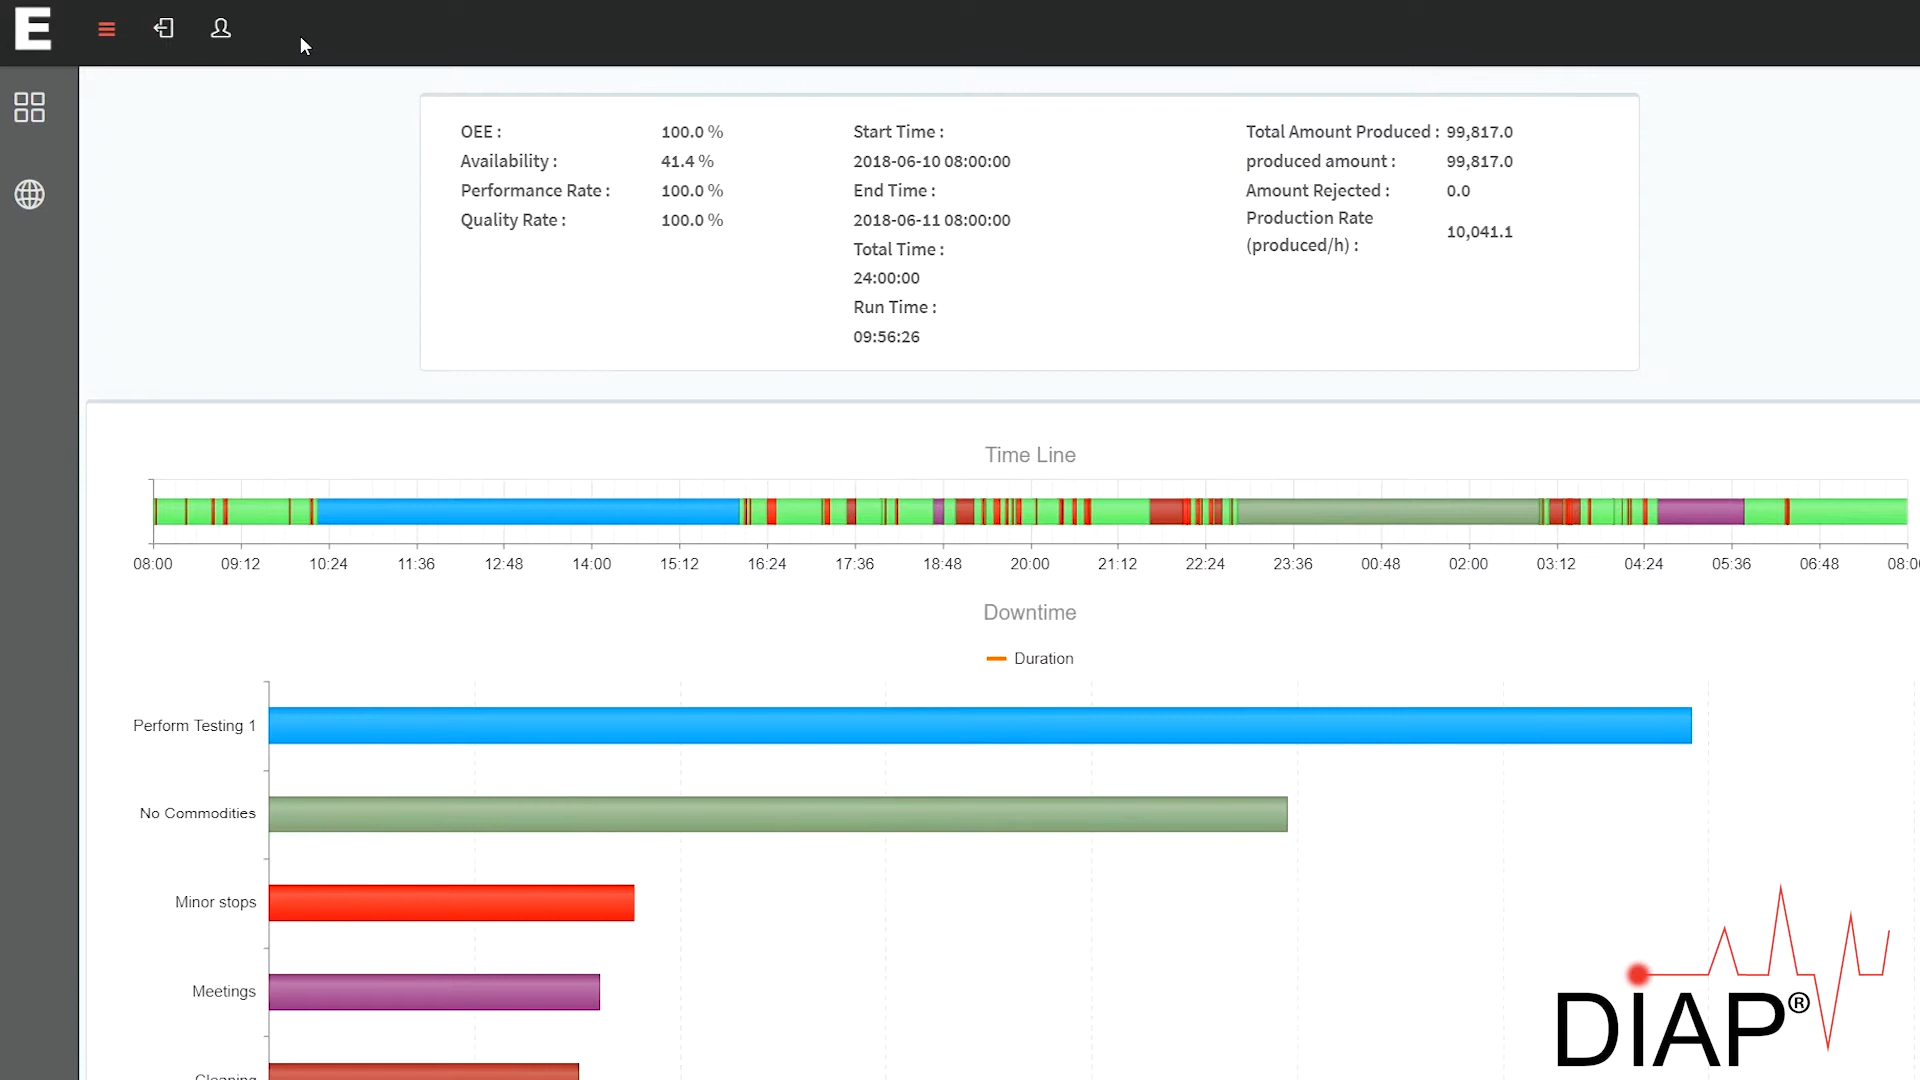 E
OEE : 100.0 %
Availability : 41.4 %
Performance Rate : 100.0 %
Quality Rate : 100.0 %
Start Time :
2018-06-10 08:00:00
End Time :
2018-06-11 08:00:00
Total Time :
24:00:00
Run Time :
09:56:26
Total Amount Produced : 99,817.0
produced amount : 99,817.0
Amount Rejected : 0.0
Production Rate
(produced/h) : 10,041.1
Time Line
08:00 09:12 10:24 11:36 12:48 14:00 15:12 16:24 17:36 18:48 20:00 21:12 22:24 23:36 00:48 02:00 03:12 04:24 05:36 06:48 08:0
Downtime
Duration
Perform Testing 1
No Commodities
Minor stops
Meetings
Cleaning
DIAP®